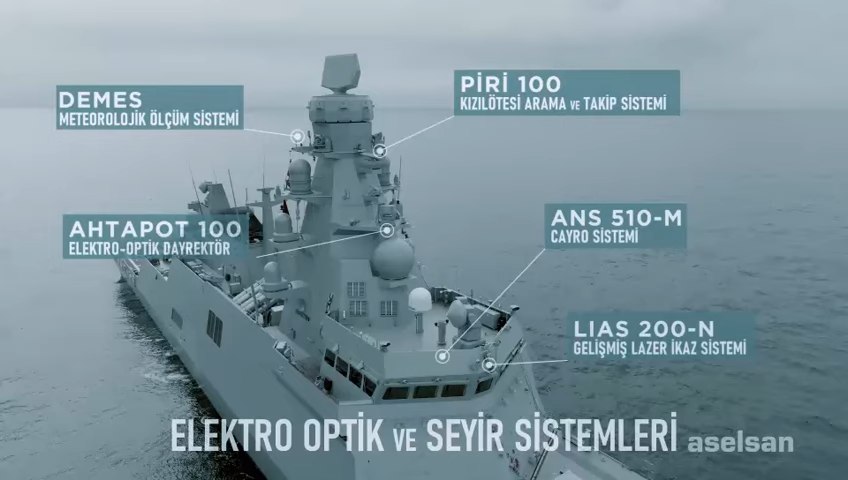 DEMES
METEOROLOJİK ÖLÇÜM SİSTEMİ
PİRİ 100
KIZILÖTESİ ARAMA VE TAKİP SİSTEMİ
AHTAPOT 100
ELEKTRO-OPTİK DAYREKTÖR
ANS 510-M
CAYRO SİSTEMİ
LIAS 200-N
GELİŞMİŞ LAZER İKAZ SİSTEMİ
ELEKTRO OPTİK VE SEYİR SİSTEMLERİ
aselsan